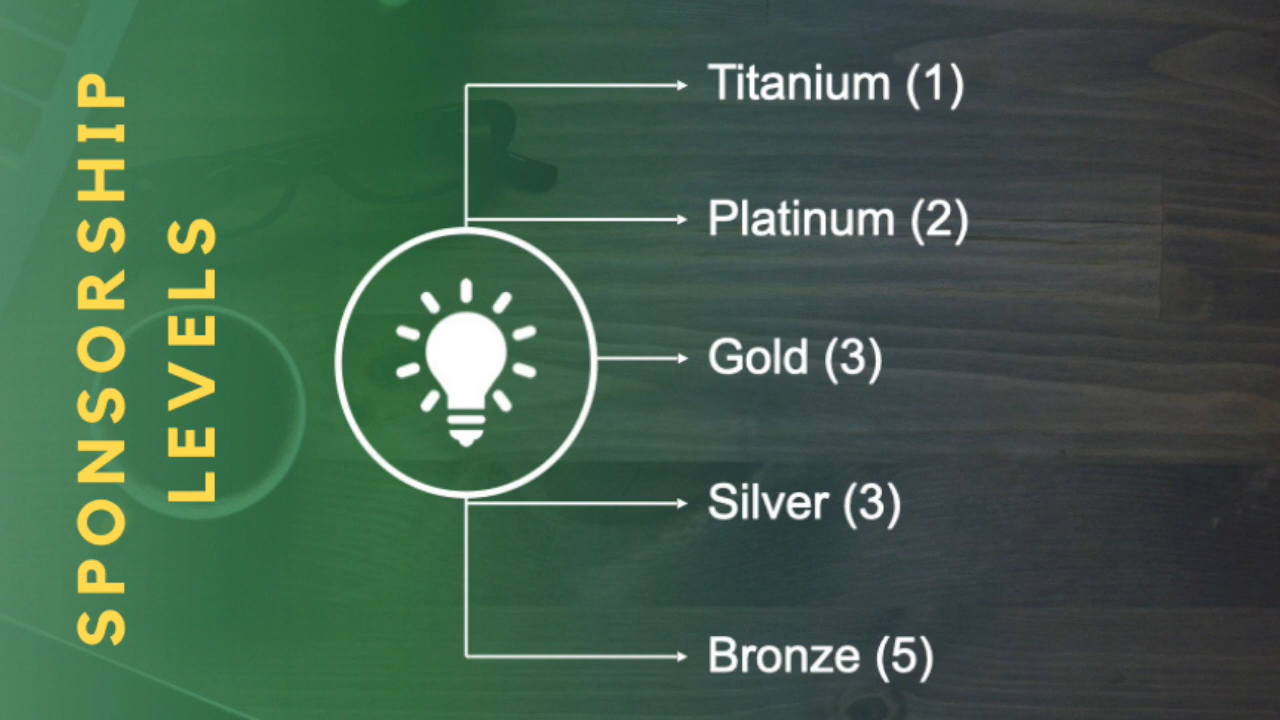 SPONSORSHIP
LEVELS
Titanium (1)
Platinum (2)
Gold (3)
Silver (3)
Bronze (5)